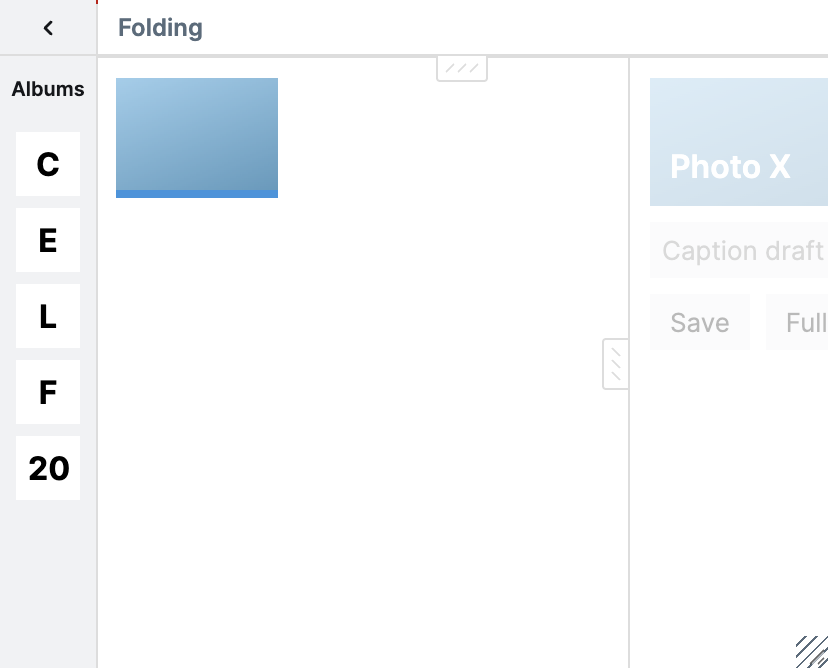 Folding
Albums
C
E
L
F
20
Photo X
Caption draft
Save
Full